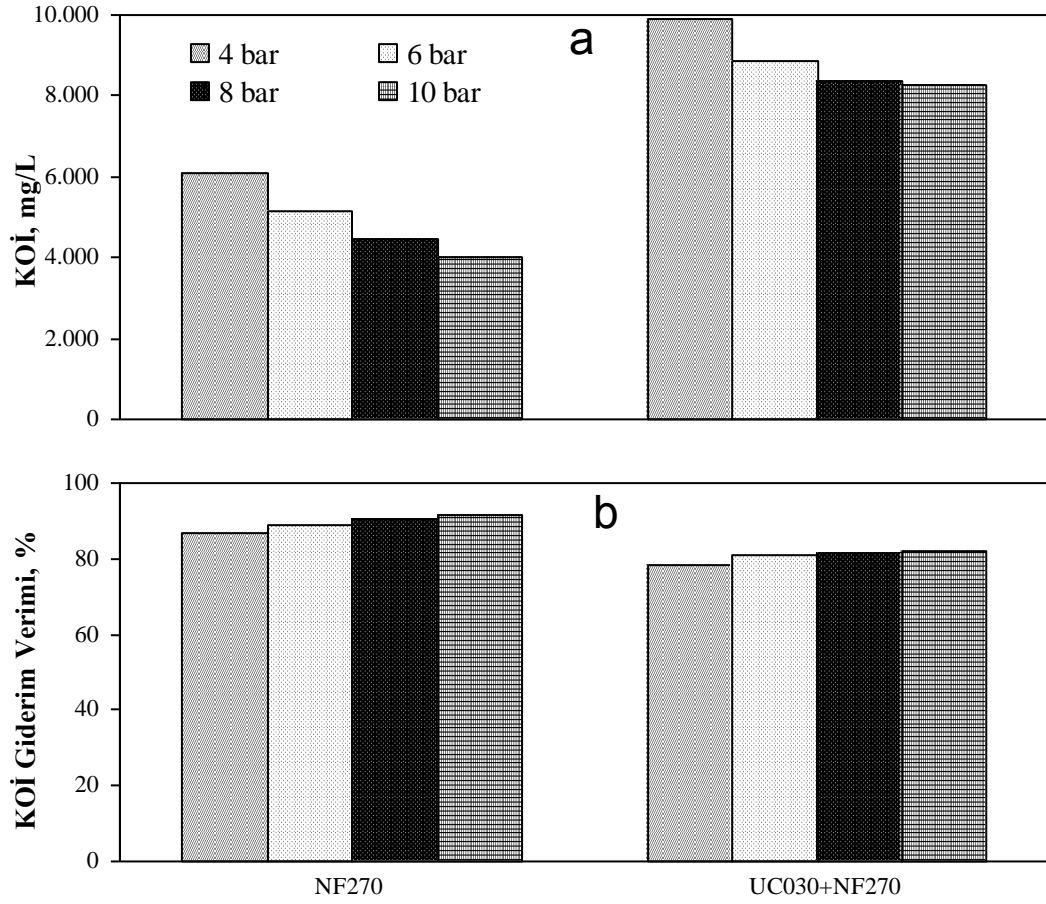 10.000
8.000
6.000
4.000
2.000
0
KOİ, mg/L
a
4 bar
6 bar
8 bar
10 bar
100
80
60
40
20
0
KOİ Giderim Verimi, %
b
NF270
UC030+NF270